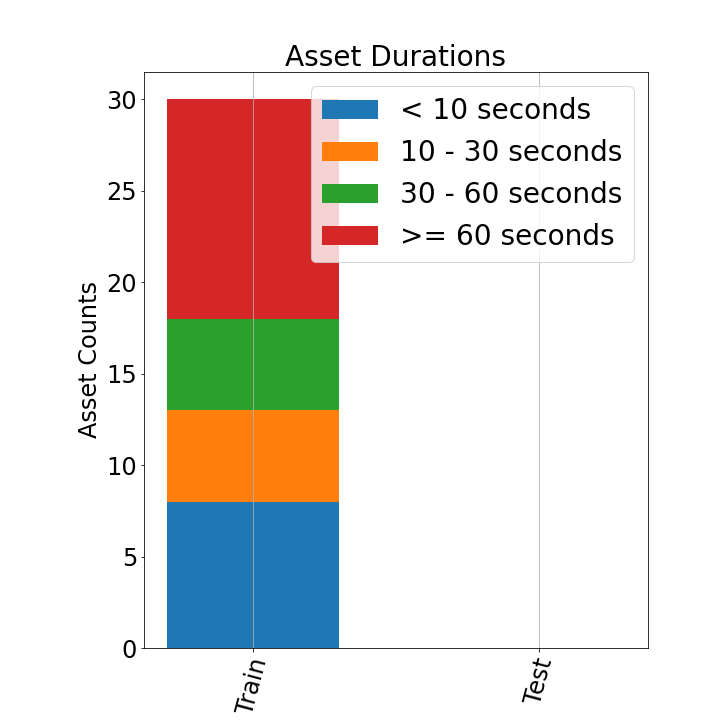 Asset Durations
< 10 seconds
10 - 30 seconds
30 - 60 seconds
>= 60 seconds
Asset Counts
30
25
20
15
10
5
0
Train
Test